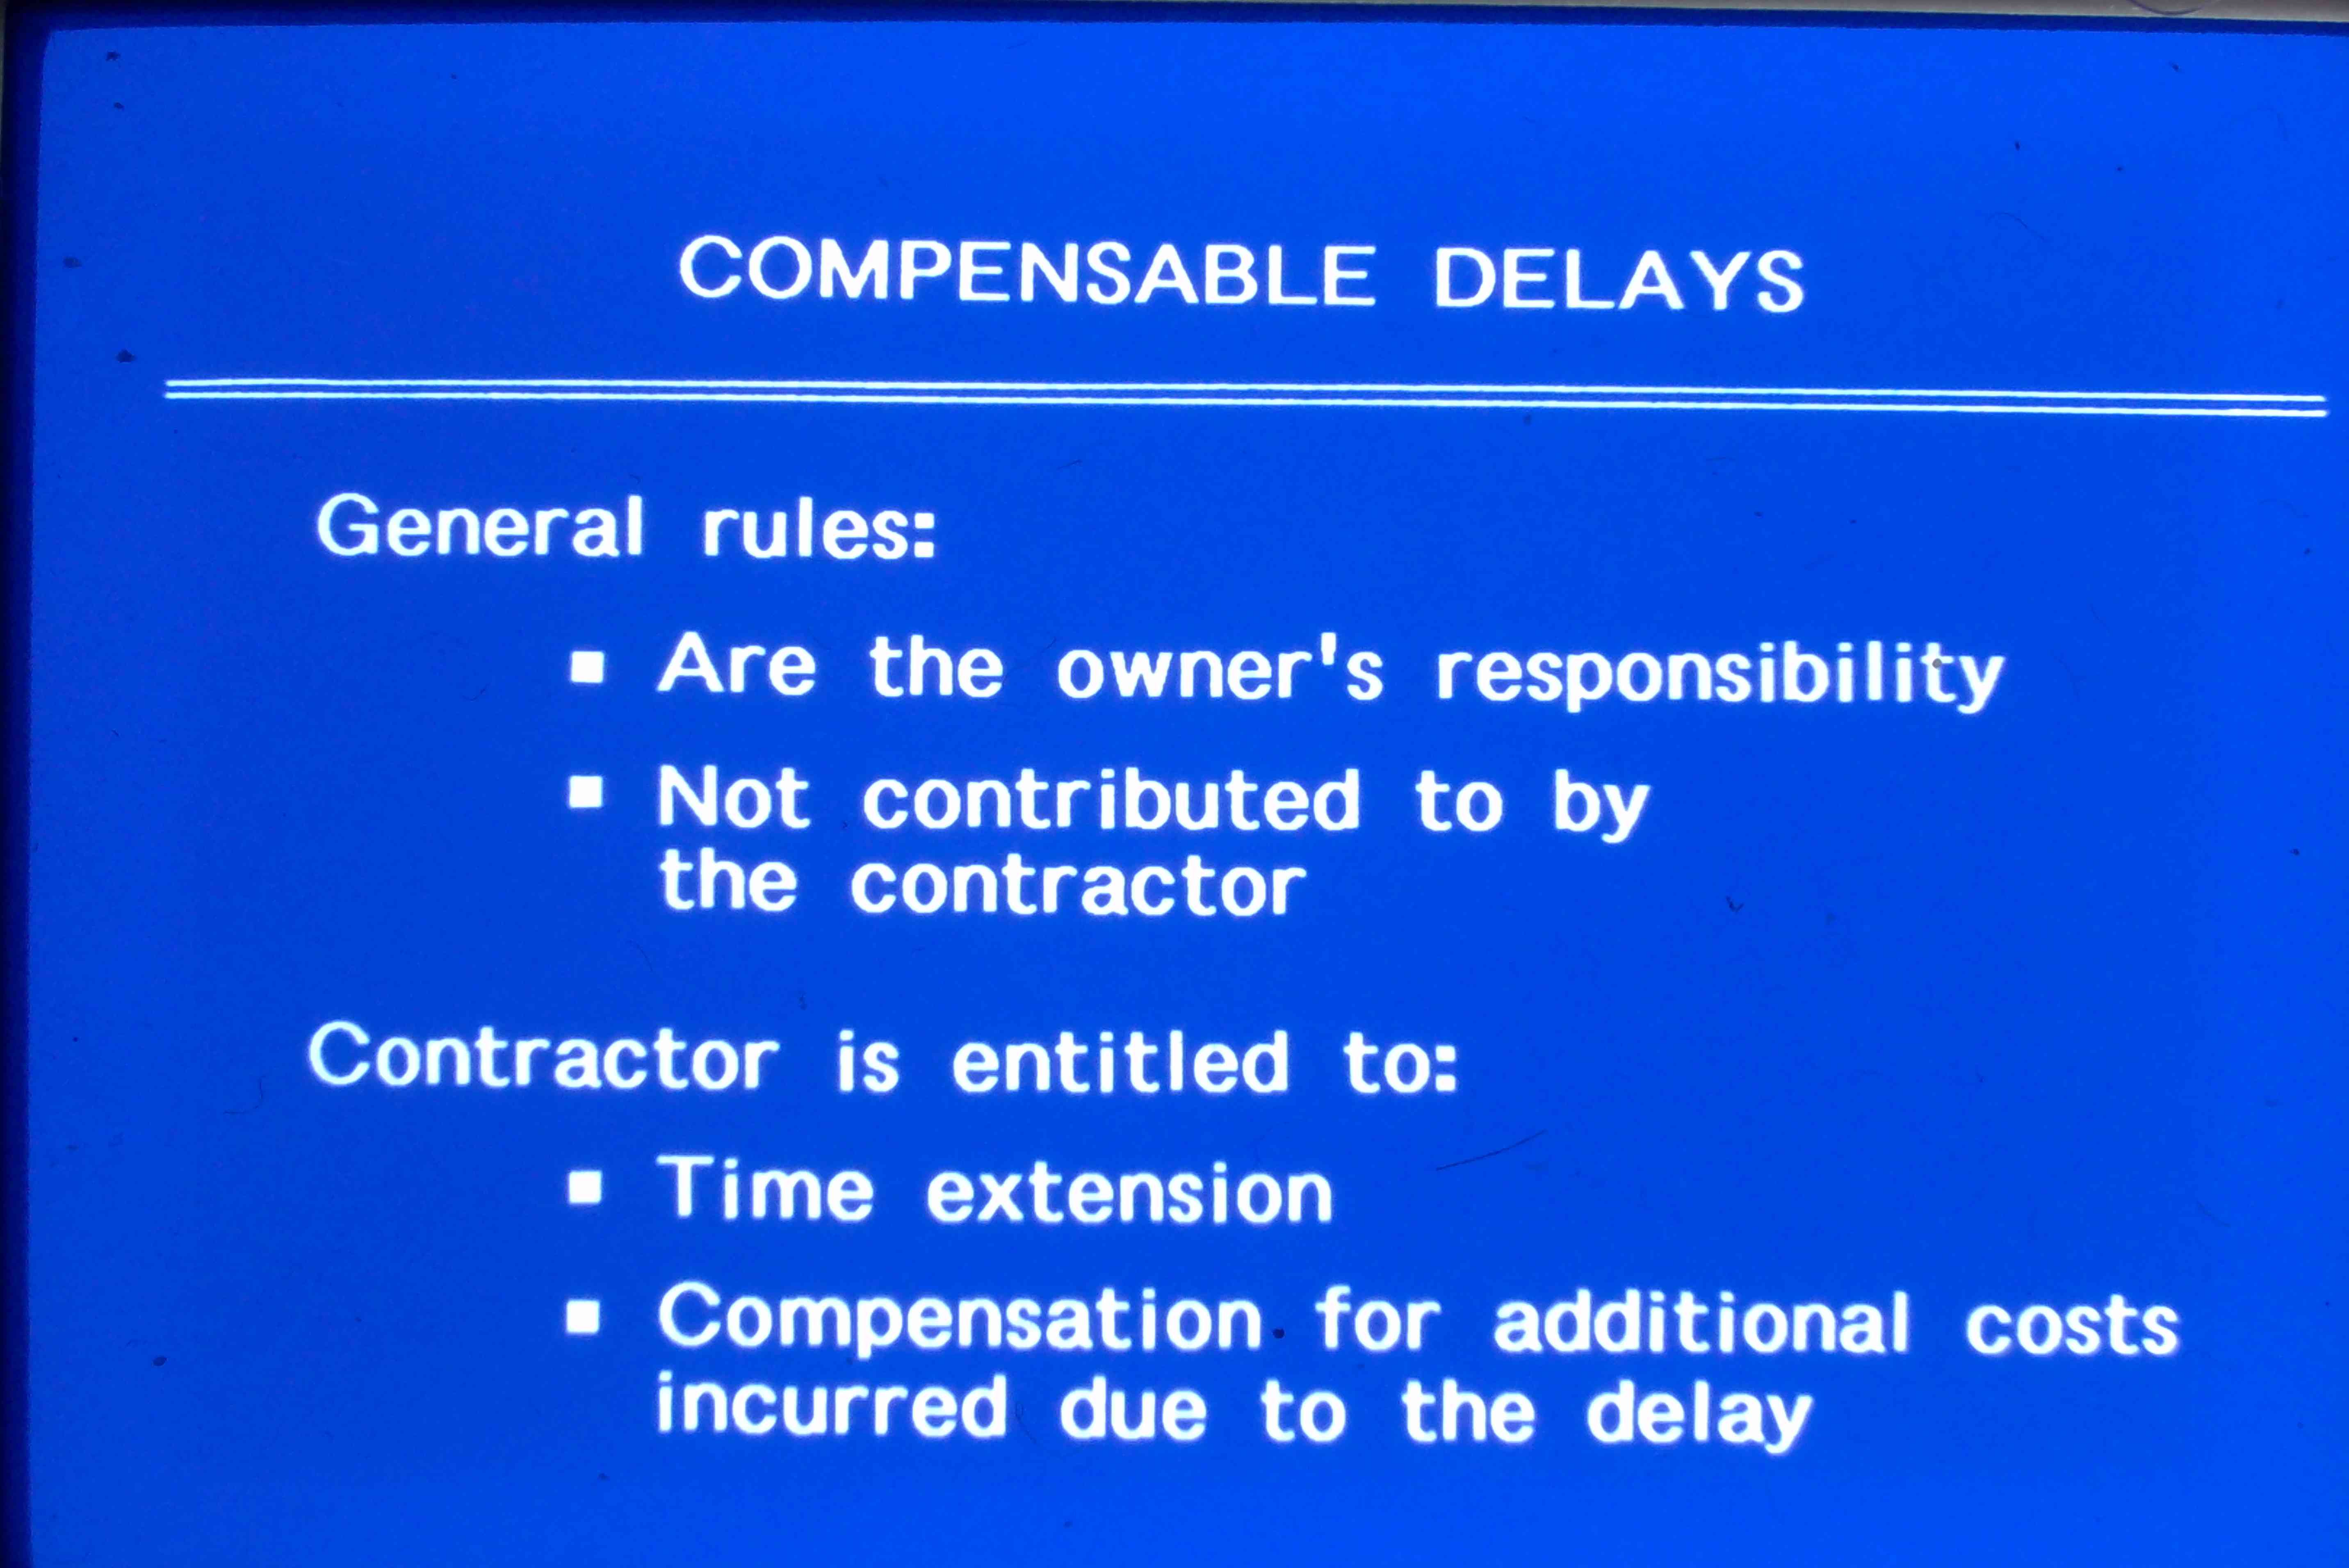 COMPENSABLE DELAYS
General rules:
■ Are the owner's responsibility
■ Not contributed to by
the contractor
Contractor is entitled to:
■ Time extension
■ Compensation for additional costs
incurred due to the delay